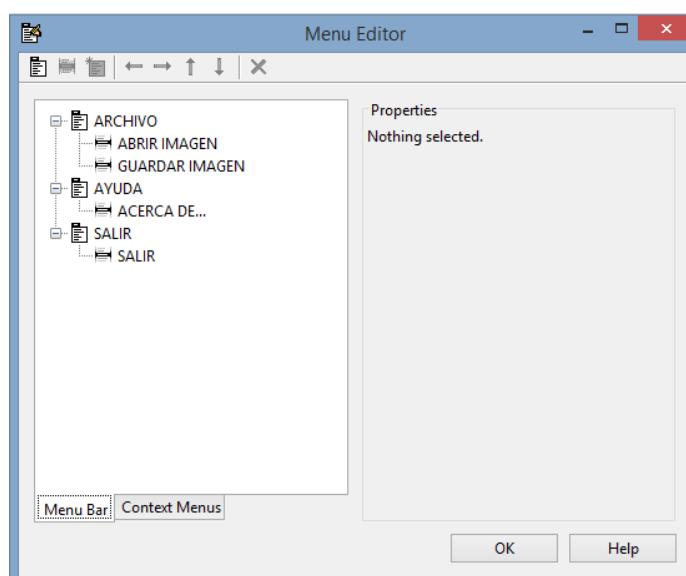 Menu Editor
ARCHIVO
ABRIR IMAGEN
GUARDAR IMAGEN
AYUDA
ACERCA DE...
SALIR
SALIR
Properties
Nothing selected.
Menu Bar
Context Menus
OK
Help